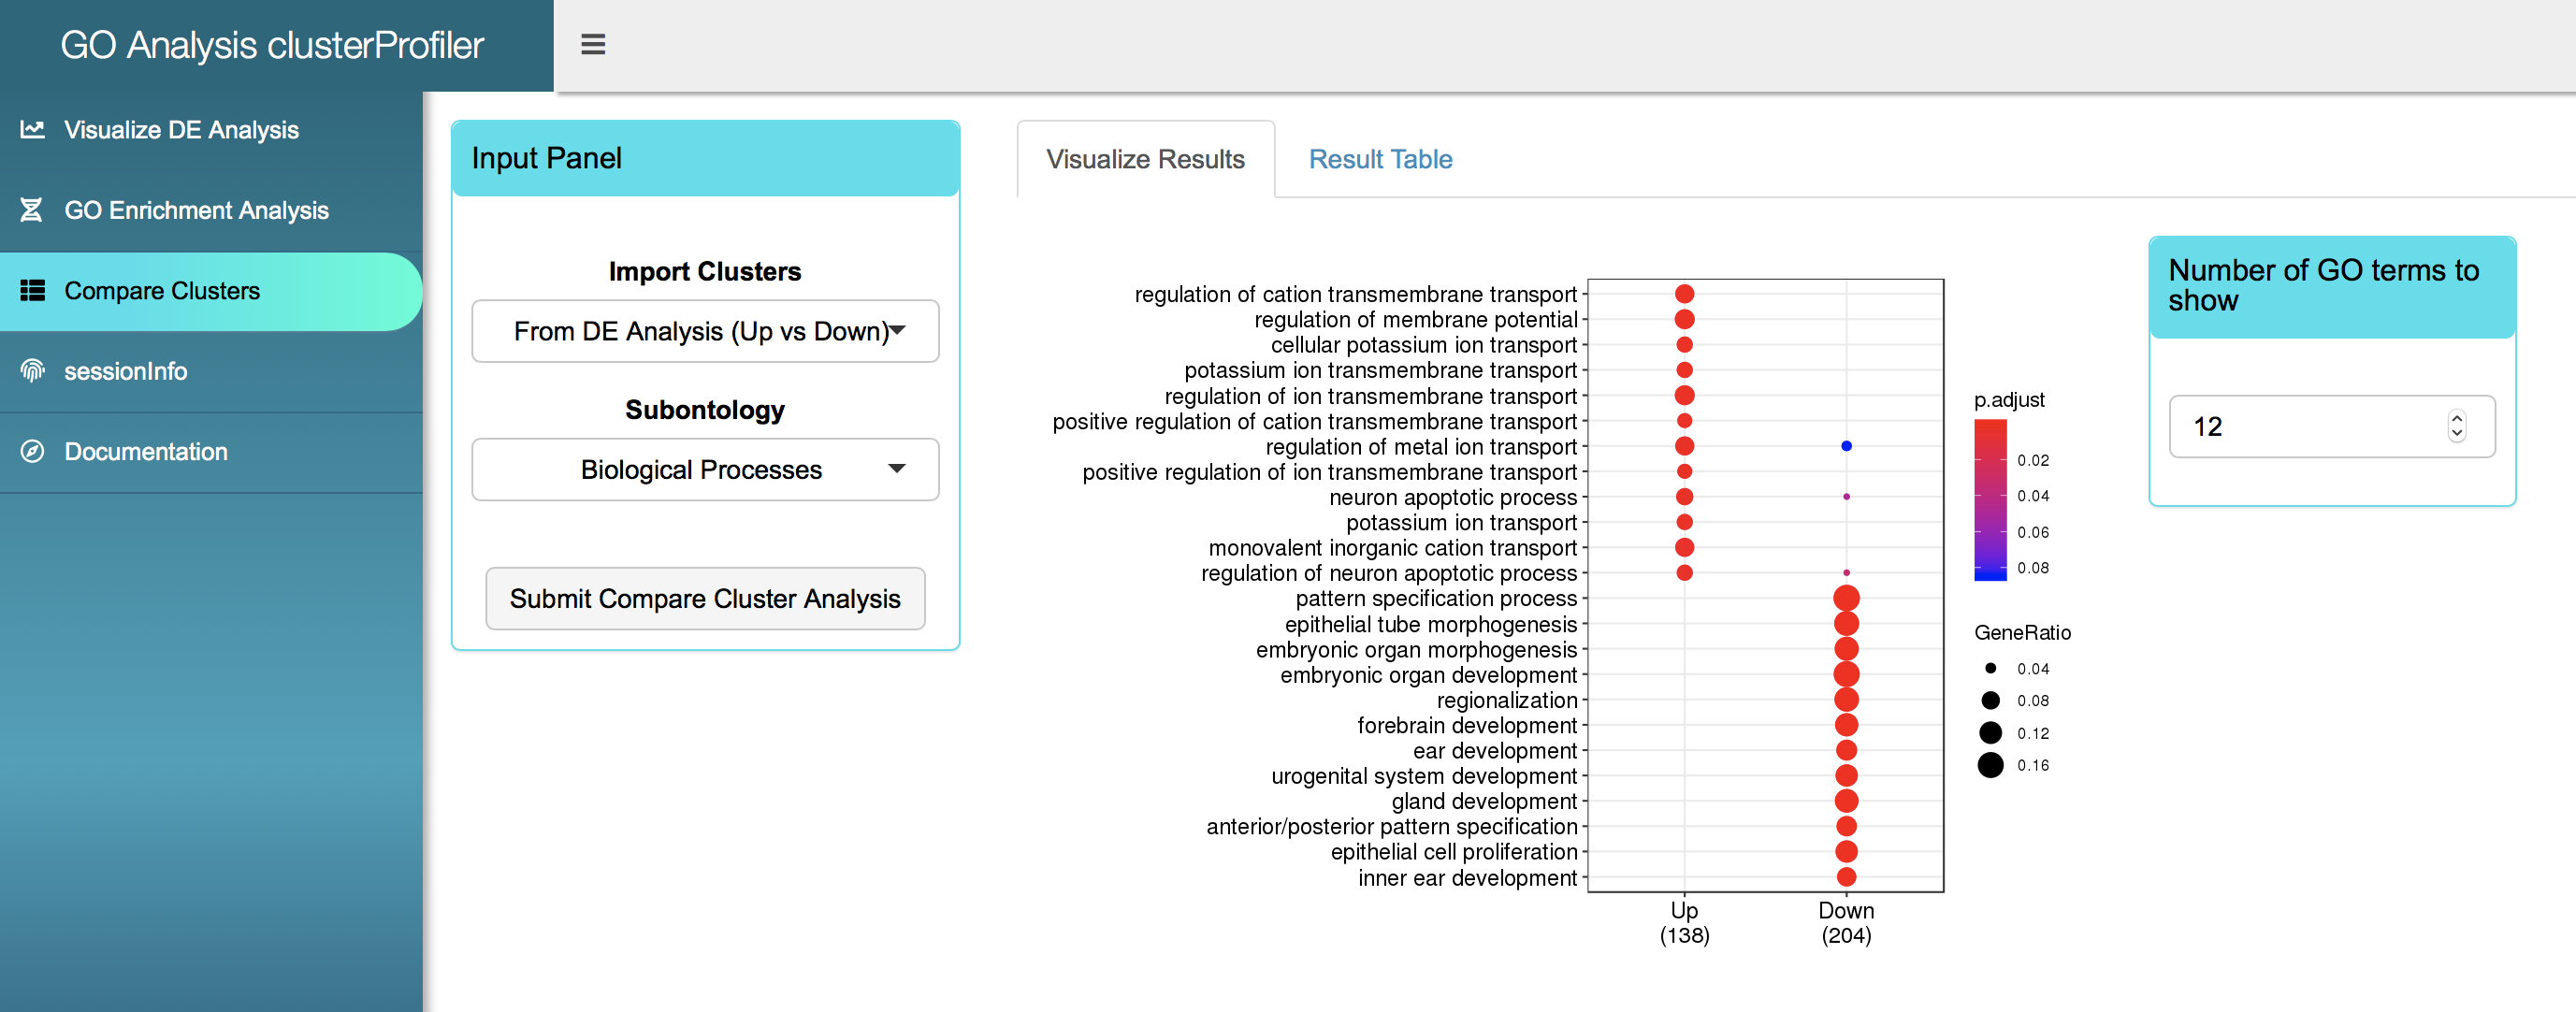 GO Analysis clusterProfiler
Visualize DE Analysis
GO Enrichment Analysis
Compare Clusters
sessionInfo
Documentation
Input Panel
Import Clusters
From DE Analysis (Up vs Down)
Subontology
Biological Processes
Submit Compare Cluster Analysis
Visualize Results
Result Table
regulation of cation transmembrane transport
regulation of membrane potential
cellular potassium ion transport
potassium ion transmembrane transport
regulation of ion transmembrane transport
positive regulation of cation transmembrane transport
regulation of metal ion transport
positive regulation of ion transmembrane transport
neuron apoptotic process
potassium ion transport
monovalent inorganic cation transport
regulation of neuron apoptotic process
pattern specification process
epithelial tube morphogenesis
embryonic organ morphogenesis
embryonic organ development
regionalization
forebrain development
ear development
urogenital system development
gland development
anterior/posterior pattern specification
epithelial cell proliferation
inner ear development
Up
(138)
Down
(204)
p.adjust
0.02
0.04
0.06
0.08
GeneRatio
0.04
0.08
0.12
0.16
Number of GO terms to
show
12